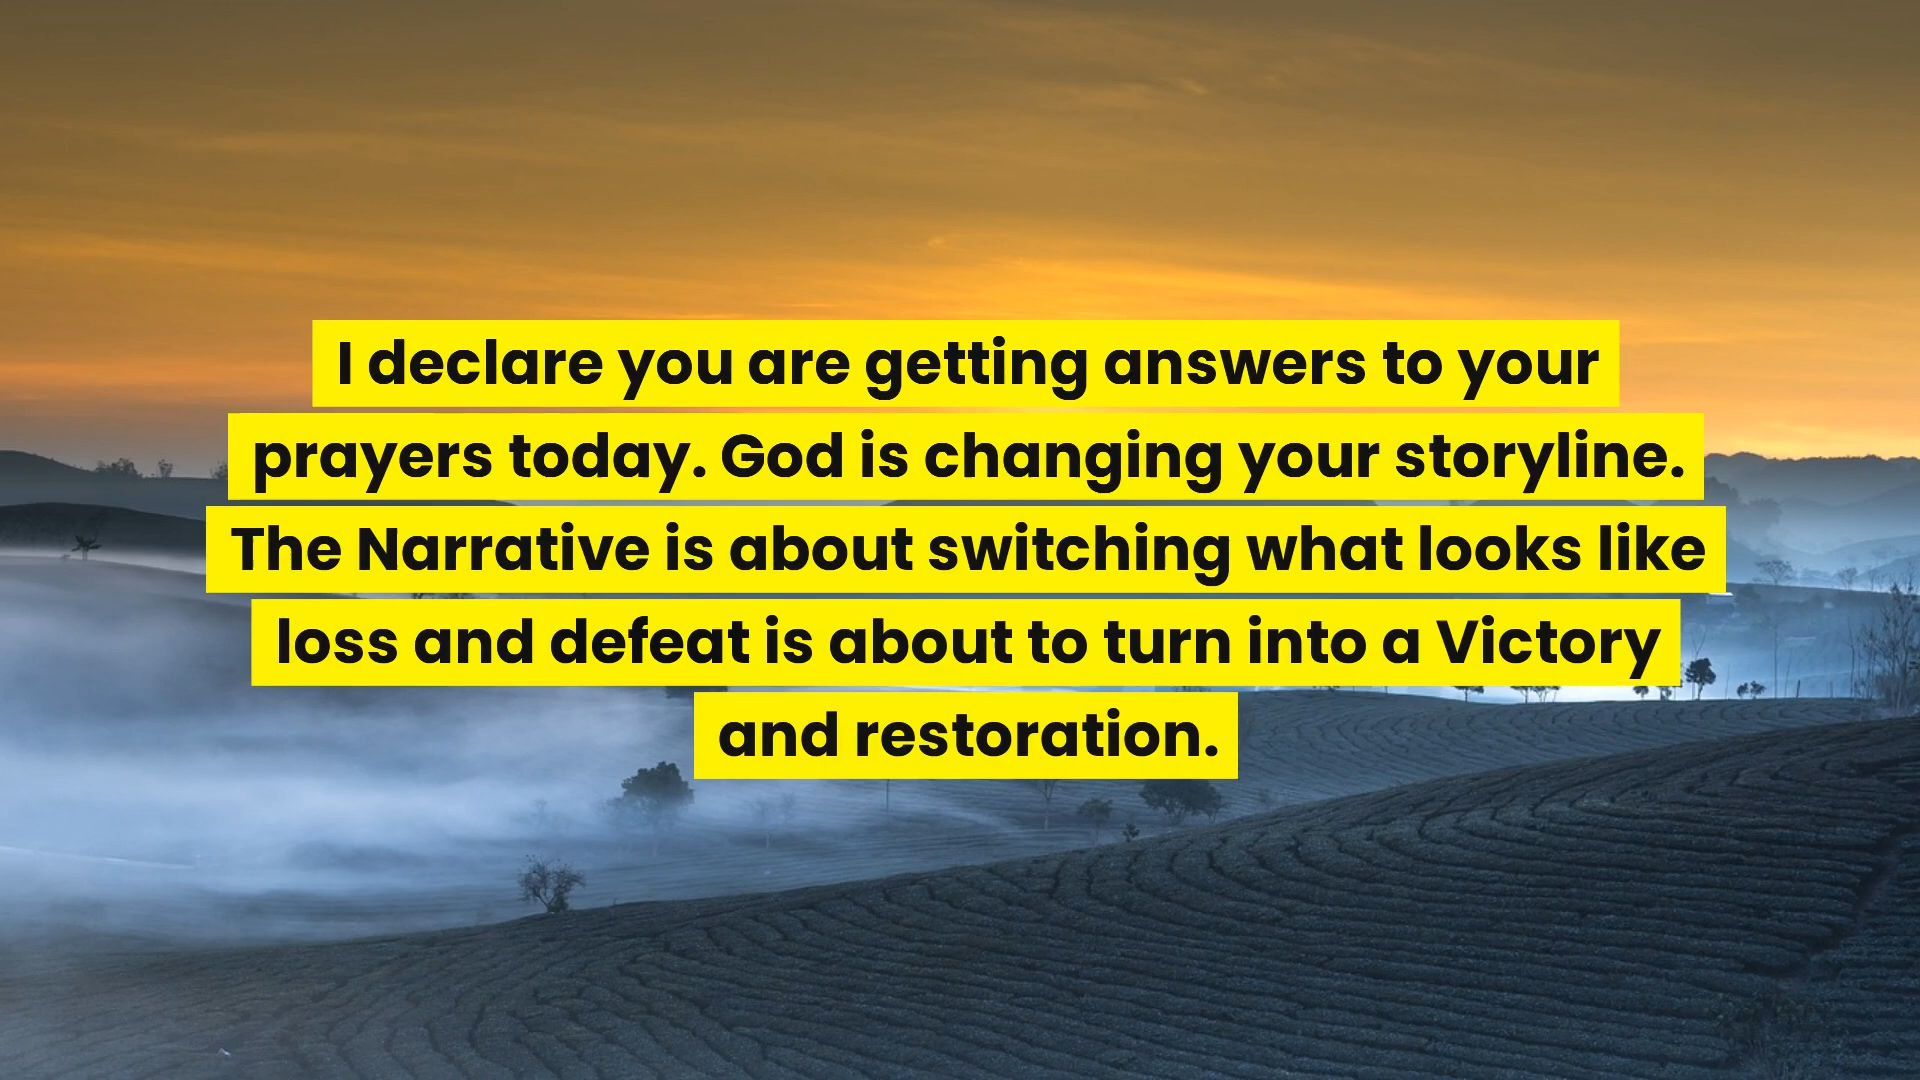 I declare you are getting answers to your
prayers today. God is changing your storyline.
The Narrative is about switching what looks like
loss and defeat is about to turn into a Victory
and restoration.